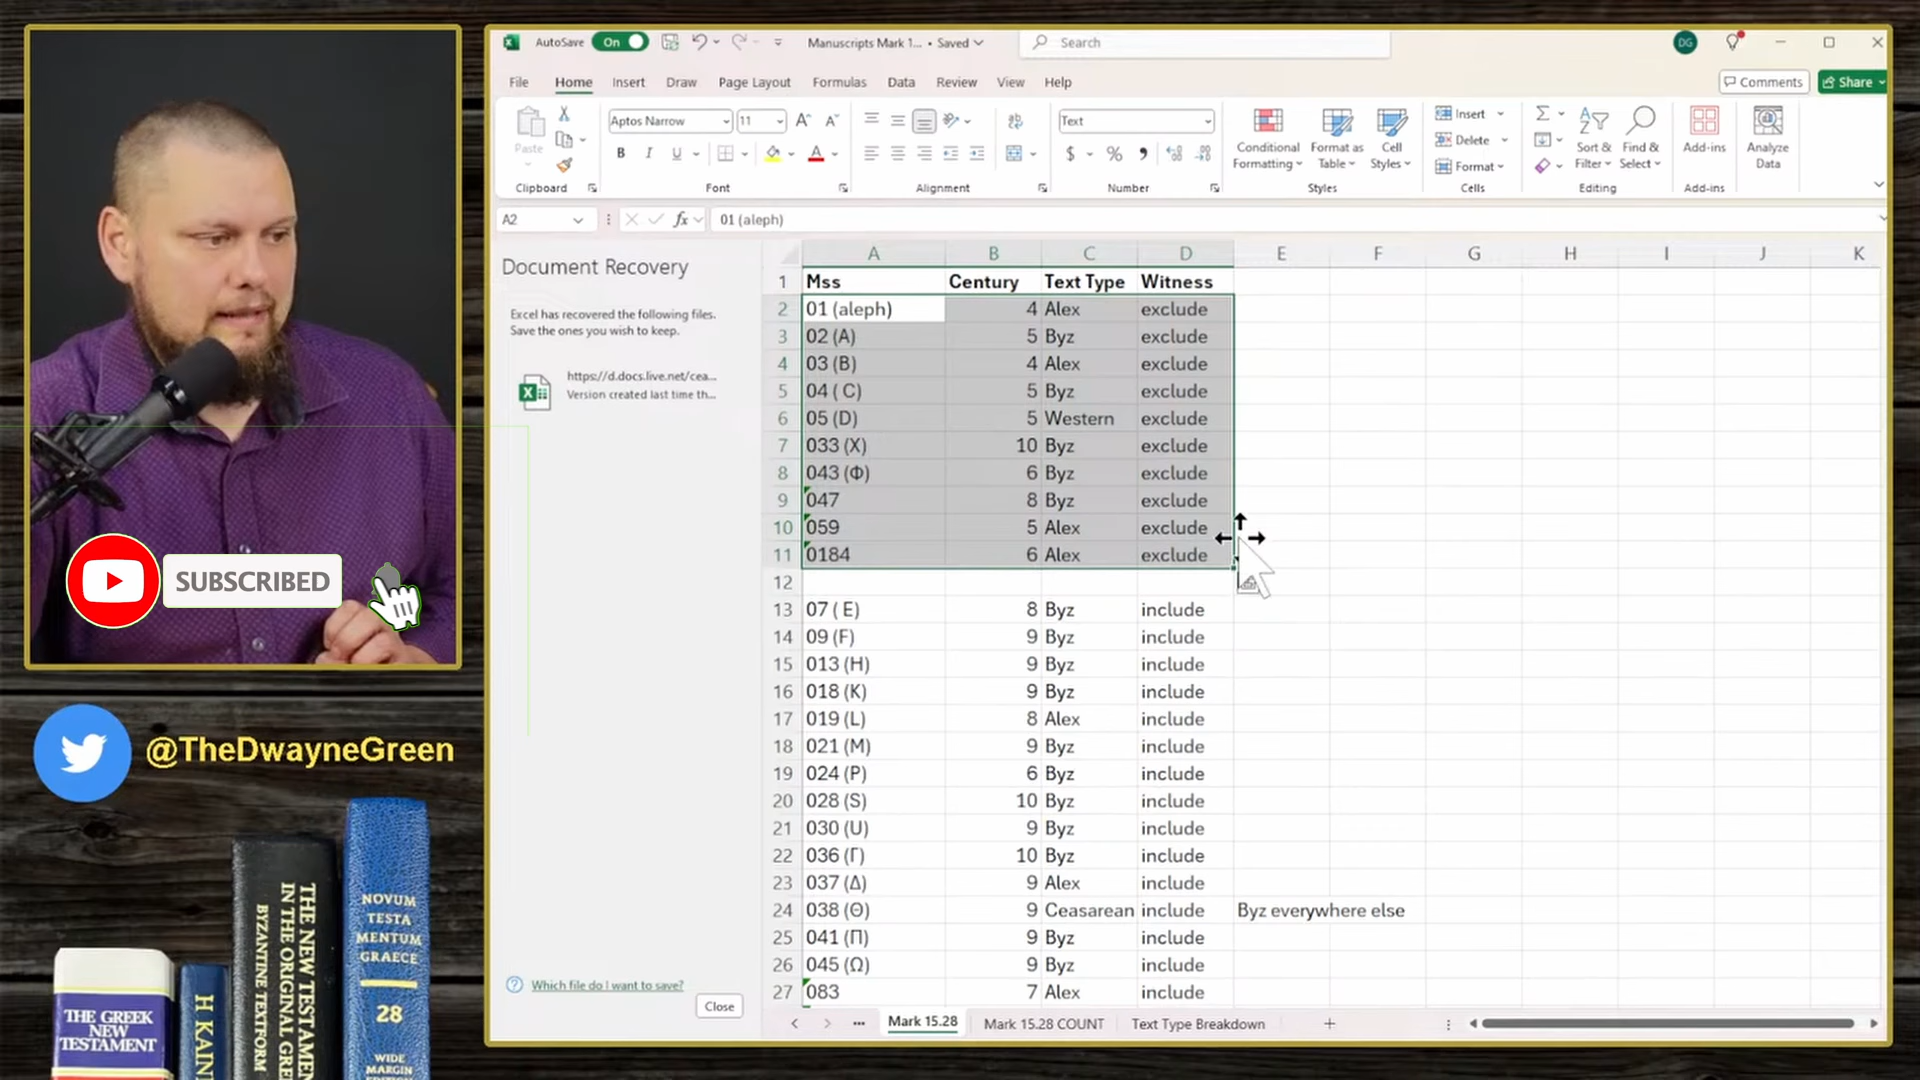 AutoSave On Manuscripts Mark 1... • Saved Search DG
File Home Insert Draw Page Layout Formulas Data Review View Help Comments Share
Paste Aptos Narrow 11 Text Conditional Formatting Format as Table Cell Styles Insert Delete Format Sort & Filter Find & Select Add-ins Analyze Data
Clipboard Font Alignment Number Styles Cells Editing Add-ins
A2 fx 01 (aleph)
Document Recovery
Excel has recovered the following files.
Save the ones you wish to keep.
https://d.docs.live.net/cea...
Version created last time th...
Which file do I want to save?
Close
A B C D E F G H I J K
1 Mss Century Text Type Witness
2 01 (aleph) 4 Alex exclude
3 02 (A) 5 Byz exclude
4 03 (B) 4 Alex exclude
5 04 ( C) 5 Byz exclude
6 05 (D) 5 Western exclude
7 033 (X) 10 Byz exclude
8 043 (Φ) 6 Byz exclude
9 047 8 Byz exclude
10 059 5 Alex exclude
11 0184 6 Alex exclude
12
13 07 ( E) 8 Byz include
14 09 (F) 9 Byz include
15 013 (H) 9 Byz include
16 018 (K) 9 Byz include
17 019 (L) 8 Alex include
18 021 (M) 9 Byz include
19 024 (P) 6 Byz include
20 028 (S) 10 Byz include
21 030 (U) 9 Byz include
22 036 (Γ) 10 Byz include
23 037 (Δ) 9 Alex include
24 038 (Θ) 9 Ceasarean include Byz everywhere else
25 041 (Π) 9 Byz include
26 045 (Ω) 9 Byz include
27 083 7 Alex include
Mark 15.28 Mark 15.28 COUNT Text Type Breakdown
SUBSCRIBED
@TheDwayneGreen
THE GREEK
NEW
TESTAMENT
THE NEW TESTAMEN
IN THE ORIGINAL GRE
BYZANTINE TEXTFORM
NOVUM
TESTA
MENTUM
GRAECE
28
WIDE
MARGIN